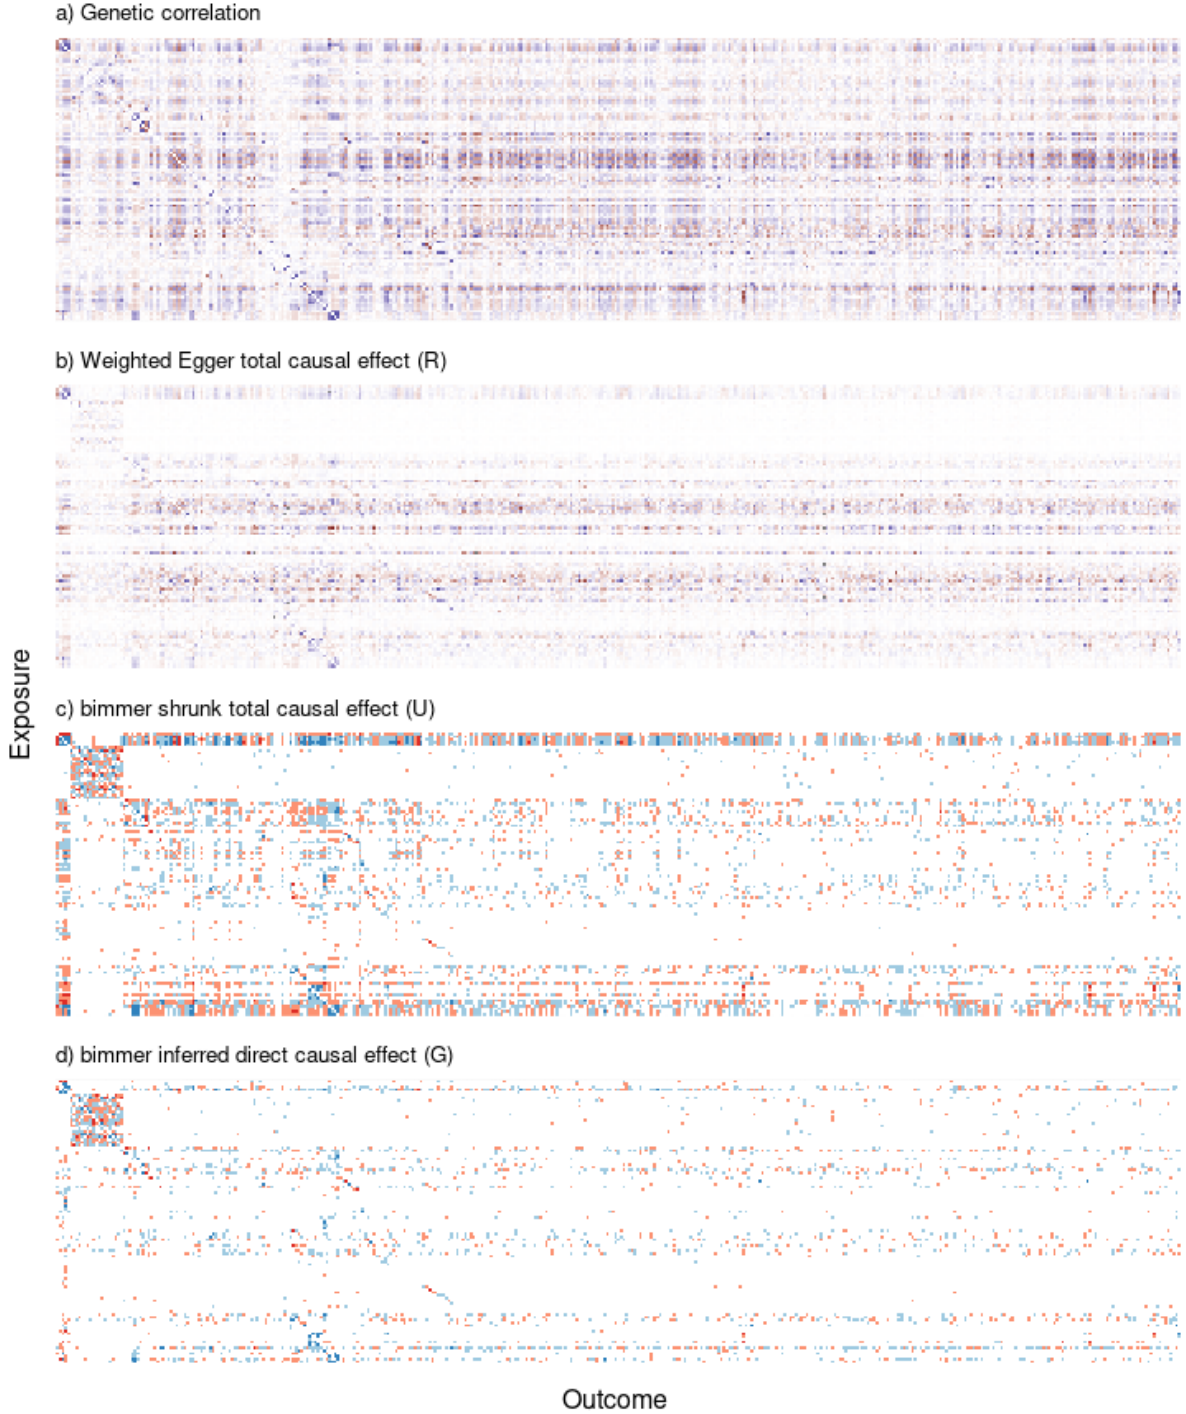 a) Genetic correlation
b) Weighted Egger total causal effect (R)
c) bimmer shrunk total causal effect (U)
d) bimmer inferred direct causal effect (G)
Exposure
Outcome